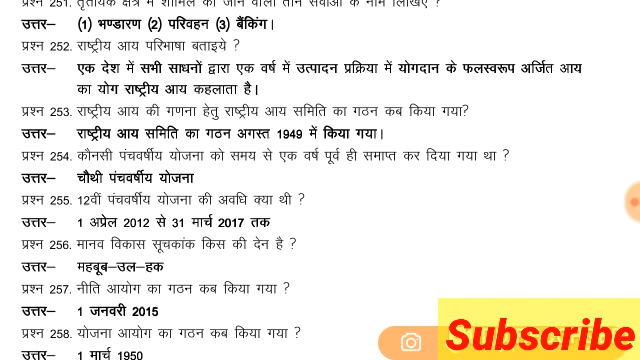 प्रश्न 251. तृतीयक क्षेत्र में शामिल की जाने वाली तीन सेवाओं के नाम लिखिए ?
उत्तर– (1) भण्डारण (2) परिवहन (3) बैंकिंग।
प्रश्न 252. राष्ट्रीय आय परिभाषा बताइये ?
उत्तर– एक देश में सभी साधनों द्वारा एक वर्ष में उत्पादन प्रक्रिया में योगदान के फलस्वरूप अर्जित आय
का योग राष्ट्रीय आय कहलाता है।
प्रश्न 253. राष्ट्रीय आय की गणना हेतु राष्ट्रीय आय समिति का गठन कब किया गया?
उत्तर– राष्ट्रीय आय समिति का गठन अगस्त 1949 में किया गया।
प्रश्न 254. कौनसी पंचवर्षीय योजना को समय से एक वर्ष पूर्व ही समाप्त कर दिया गया था ?
उत्तर– चौथी पंचवर्षीय योजना
प्रश्न 255. 12वीं पंचवर्षीय योजना की अवधि क्या थी ?
उत्तर– 1 अप्रेल 2012 से 31 मार्च 2017 तक
प्रश्न 256. मानव विकास सूचकांक किस की देन है ?
उत्तर– महबूब–उल–हक
प्रश्न 257. नीति आयोग का गठन कब किया गया ?
उत्तर– 1 जनवरी 2015
प्रश्न 258. योजना आयोग का गठन कब किया गया ?
उत्तर– 1 मार्च 1950
Subscribe